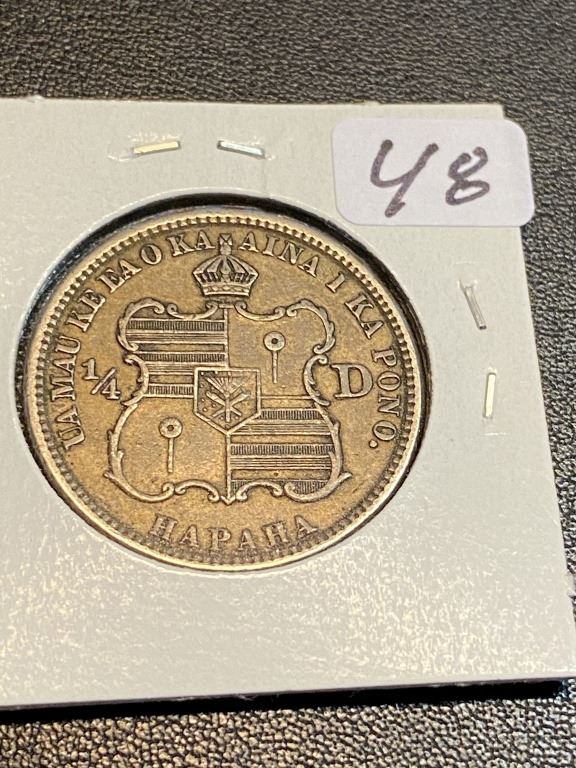 48
UA MAU KE EA O KA AINA I KA PONO.
1/4 D
HAPAHA